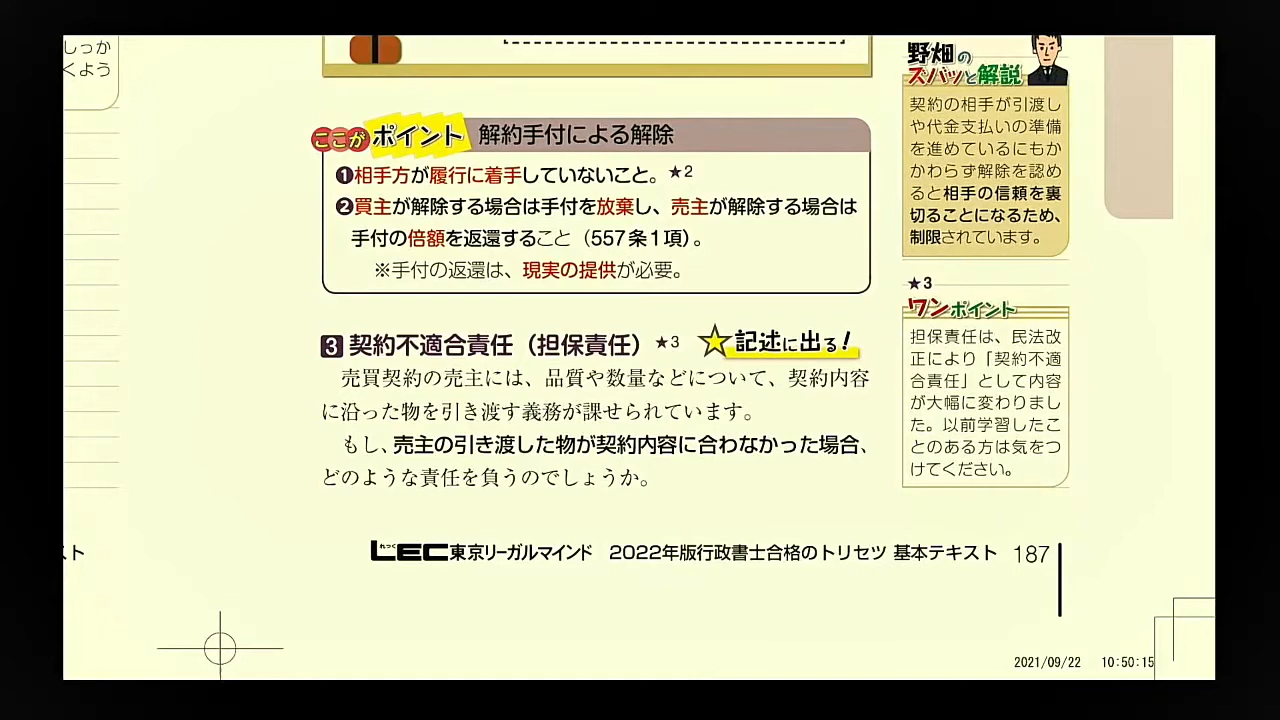 しっか
くよう
ここが ポイント 解約手付による解除
❶相手方が履行に着手していないこと。★2
❷買主が解除する場合は手付を放棄し、売主が解除する場合は
手付の倍額を返還すること（557条1項）。
※手付の返還は、現実の提供が必要。
3 契約不適合責任（担保責任）★3 記述に出る！
売買契約の売主には、品質や数量などについて、契約内容
に沿った物を引き渡す義務が課せられています。
もし、売主の引き渡した物が契約内容に合わなかった場合、
どのような責任を負うのでしょうか。
野畑の
ズバッと解説
契約の相手が引渡し
や代金支払いの準備
を進めているにもか
かわらず解除を認め
ると相手の信頼を裏
切ることになるため、
制限されています。
★3
ワンポイント
担保責任は、民法改
正により「契約不適
合責任」として内容
が大幅に変わりまし
た。以前学習したこ
とのある方は気をつ
けてください。
スト
れっく
LEC東京リーガルマインド 2022年版行政書士合格のトリセツ 基本テキスト 187
2021/09/22 10:50:15